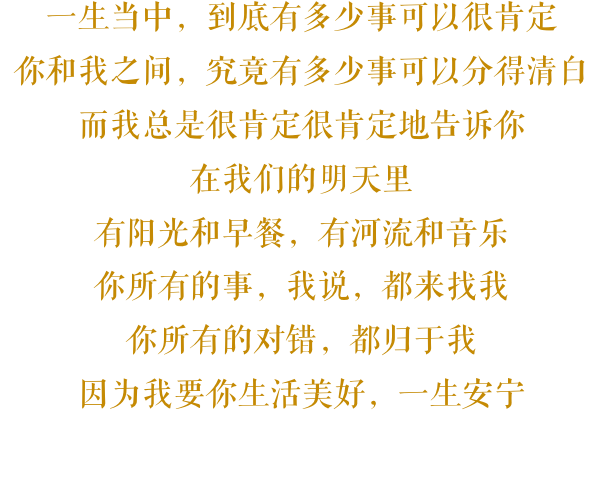 一生当中，到底有多少事可以很肯定
你和我之间，究竟有多少事可以分得清白
而我总是很肯定很肯定地告诉你
在我们的明天里
有阳光和早餐，有河流和音乐
你所有的事，我说，都来找我
你所有的对错，都归于我
因为我要你生活美好，一生安宁